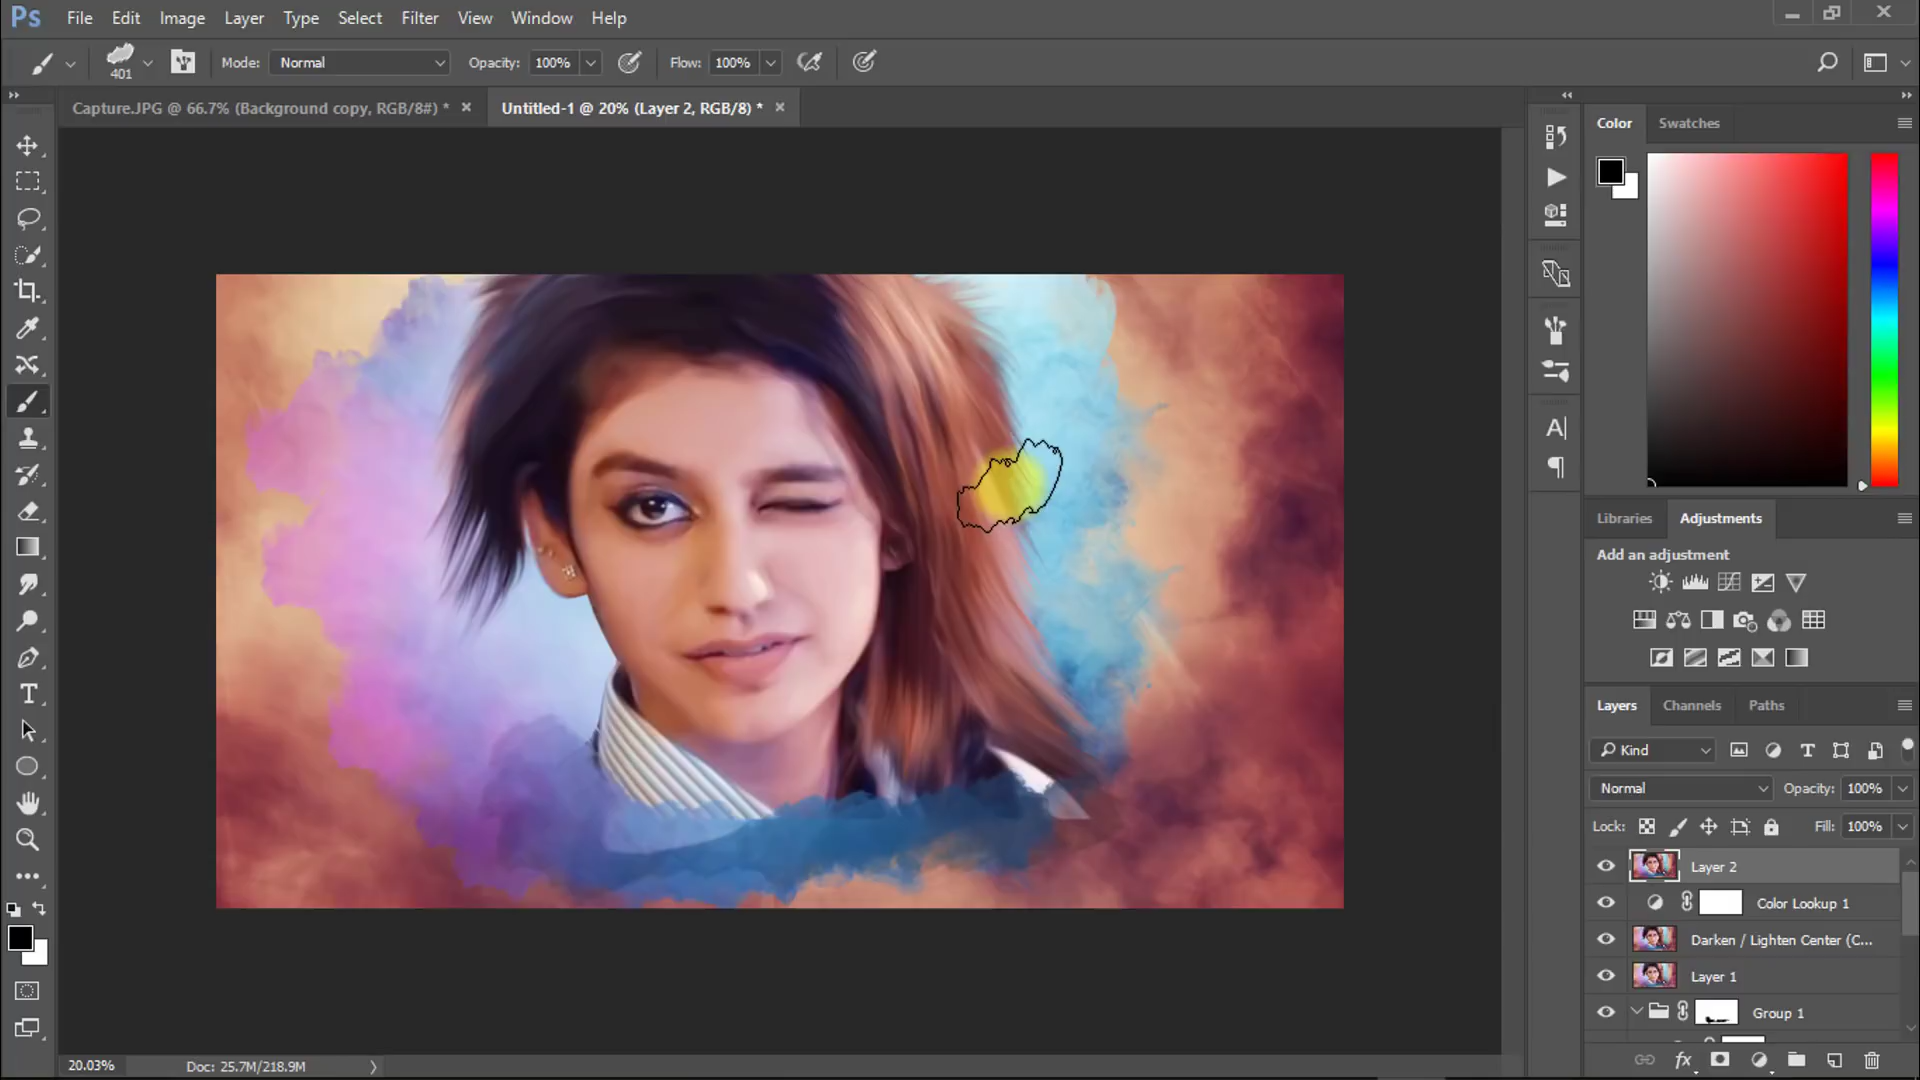 Ps File Edit Image Layer Type Select Filter View Window Help
401 Mode: Normal Opacity: 100% Flow: 100%
Capture.JPG @ 66.7% (Background copy, RGB/8#) * Untitled-1 @ 20% (Layer 2, RGB/8) *
Color Swatches
Libraries Adjustments
Add an adjustment
Layers Channels Paths
Kind
Normal Opacity: 100%
Lock: Fill: 100%
Layer 2
Color Lookup 1
Darken / Lighten Center (C...
Layer 1
Group 1
20.03% Doc: 25.7M/218.9M